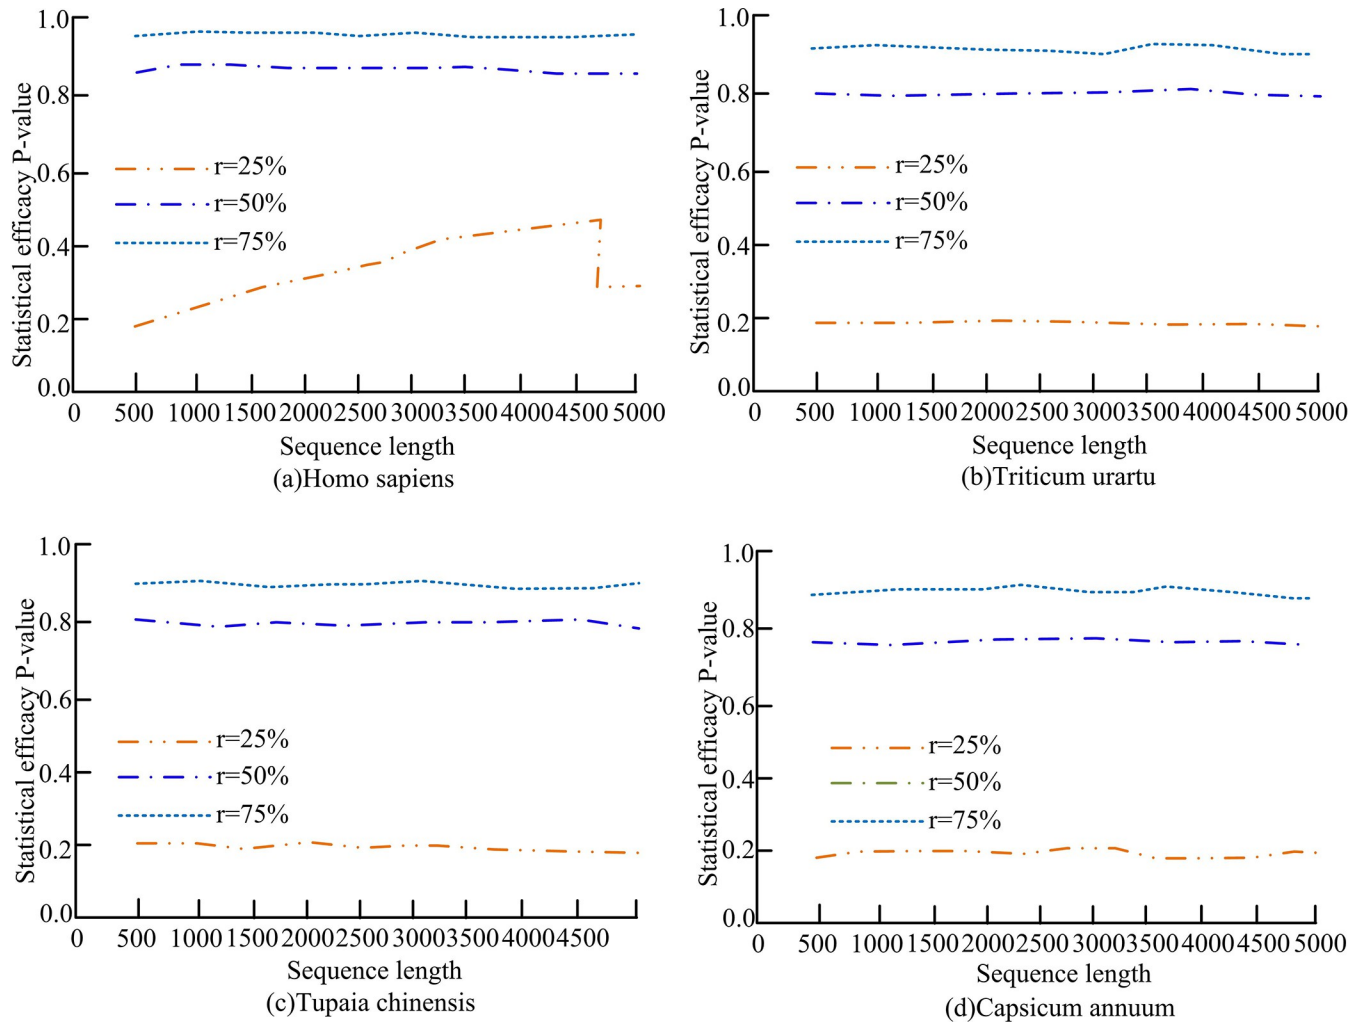 1.0
0.8
0.6
0.4
0.2
0.0
Statistical efficacy P-value
r=25%
r=50%
r=75%
0 500 1000 1500 2000 2500 3000 3500 4000 4500 5000
Sequence length
(a)Homo sapiens
1.0
0.8
0.6
0.4
0.2
0.0
Statistical efficacy P-value
r=25%
r=50%
r=75%
0 500 1000 1500 2000 2500 3000 3500 4000 4500 5000
Sequence length
(b)Triticum urartu
1.0
0.8
0.6
0.4
0.2
0.0
Statistical efficacy P-value
r=25%
r=50%
r=75%
0 500 1000 1500 2000 2500 3000 3500 4000 4500
Sequence length
(c)Tupaia chinensis
1.0
0.8
0.6
0.4
0.2
0.0
Statistical efficacy P-value
r=25%
r=50%
r=75%
0 500 1000 1500 2000 2500 3000 3500 4000 4500 5000
Sequence length
(d)Capsicum annuum